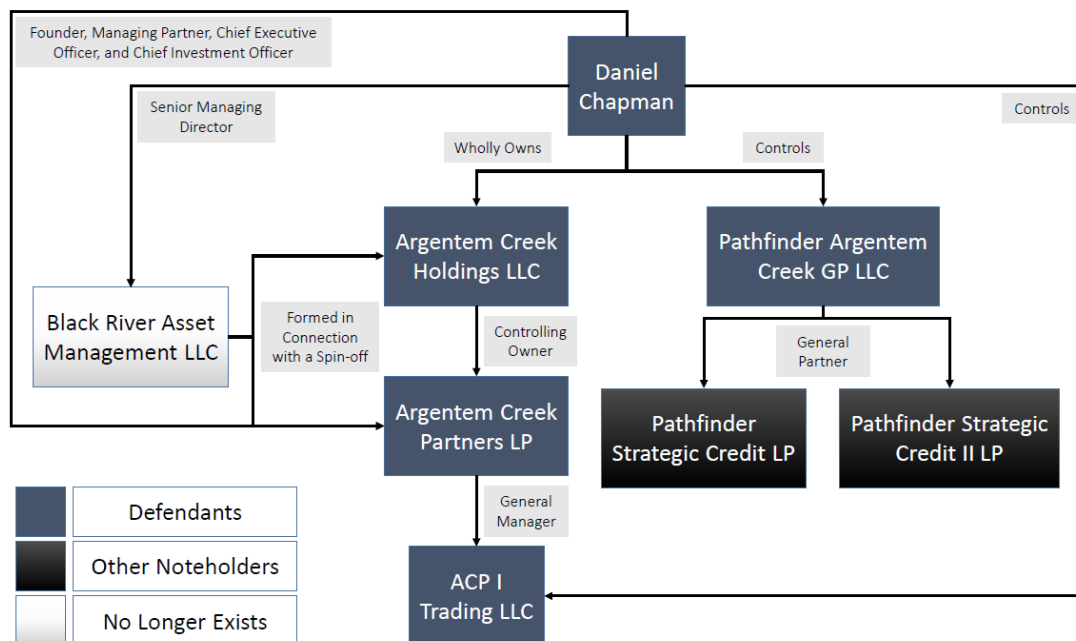 Founder, Managing Partner, Chief Executive
Officer, and Chief Investment Officer
Daniel
Chapman
Senior Managing
Director
Controls
Wholly Owns
Controls
Argentem Creek
Holdings LLC
Pathfinder Argentem
Creek GP LLC
Black River Asset
Management LLC
Formed in
Connection
with a Spin-off
Controlling
Owner
General
Partner
Argentem Creek
Partners LP
Pathfinder
Strategic Credit LP
Pathfinder Strategic
Credit II LP
General
Manager
ACP I
Trading LLC
Defendants
Other Noteholders
No Longer Exists